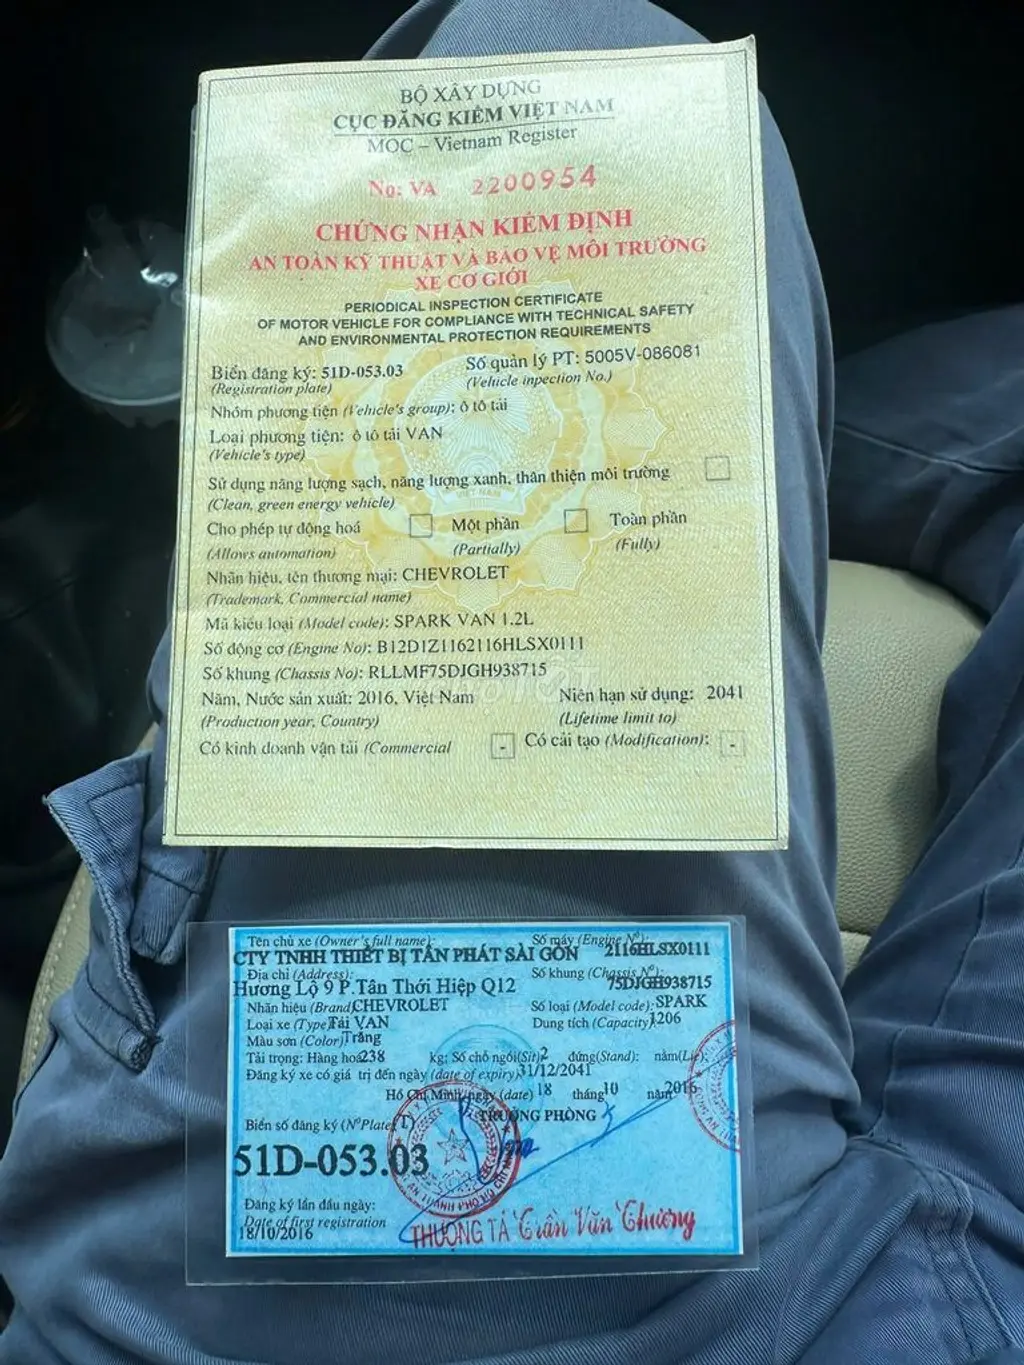 BỘ XÂY DỰNG
CỤC ĐĂNG KIỂM VIỆT NAM
MOC – Vietnam Register
No: VA 2200954
CHỨNG NHẬN KIỂM ĐỊNH
AN TOÀN KỸ THUẬT VÀ BẢO VỆ MÔI TRƯỜNG
XE CƠ GIỚI
PERIODICAL INSPECTION CERTIFICATE
OF MOTOR VEHICLE FOR COMPLIANCE WITH TECHNICAL SAFETY
AND ENVIRONMENTAL PROTECTION REQUIREMENTS
Biển đăng ký: 51D-053.03 Số quản lý PT: 5005V-086081
(Registration plate) (Vehicle inpection No.)
Nhóm phương tiện (Vehicle's group): ô tô tải
Loại phương tiện: ô tô tải VAN
(Vehicle's type)
Sử dụng năng lượng sạch, năng lượng xanh, thân thiện môi trường
(Clean, green energy vehicle)
Cho phép tự động hoá Một phần Toàn phần
(Allows automation) (Partially) (Fully)
Nhãn hiệu, tên thương mại: CHEVROLET
(Trademark, Commercial name)
Mã kiểu loại (Model code): SPARK VAN 1.2L
Số động cơ (Engine No): B12D1Z1162116HLSX0111
Số khung (Chassis No): RLLMF75DJGH938715
Năm, Nước sản xuất: 2016, Việt Nam Niên hạn sử dụng: 2041
(Production year, Country) (Lifetime limit to)
Có kinh doanh vận tải (Commercial - Có cải tạo (Modification): -
Tên chủ xe (Owner's full name): Số máy (Engine Nº):
CTY TNHH THIẾT BỊ TÂN PHÁT SÀI GÒN 2116HLSX0111
Địa chỉ (Address): Số khung (Chassis Nº):
Hương Lộ 9 P.Tân Thới Hiệp Q12 75DJGH938715
Nhãn hiệu (Brand CHEVROLET Số loại (Model code): SPARK
Loại xe (Type) Tải VAN Dung tích (Capacity): 1206
Màu sơn (Color) Trắng
Tải trọng: Hàng hoá 238 kg; Số chỗ ngồi(Sit) 2 đứng(Stand): nằm(Lie):
Đăng ký xe có giá trị đến ngày (date of expiry) 31/12/2041
Hồ Chí Minh, ngày (date) 18 tháng 10 năm 2016
TRƯỞNG PHÒNG
Biển số đăng ký (NºPlate)
51D-053.03
Đăng ký lần đầu ngày:
Date of first registration
18/10/2016
THƯỢNG TÁ Trần Văn Thương